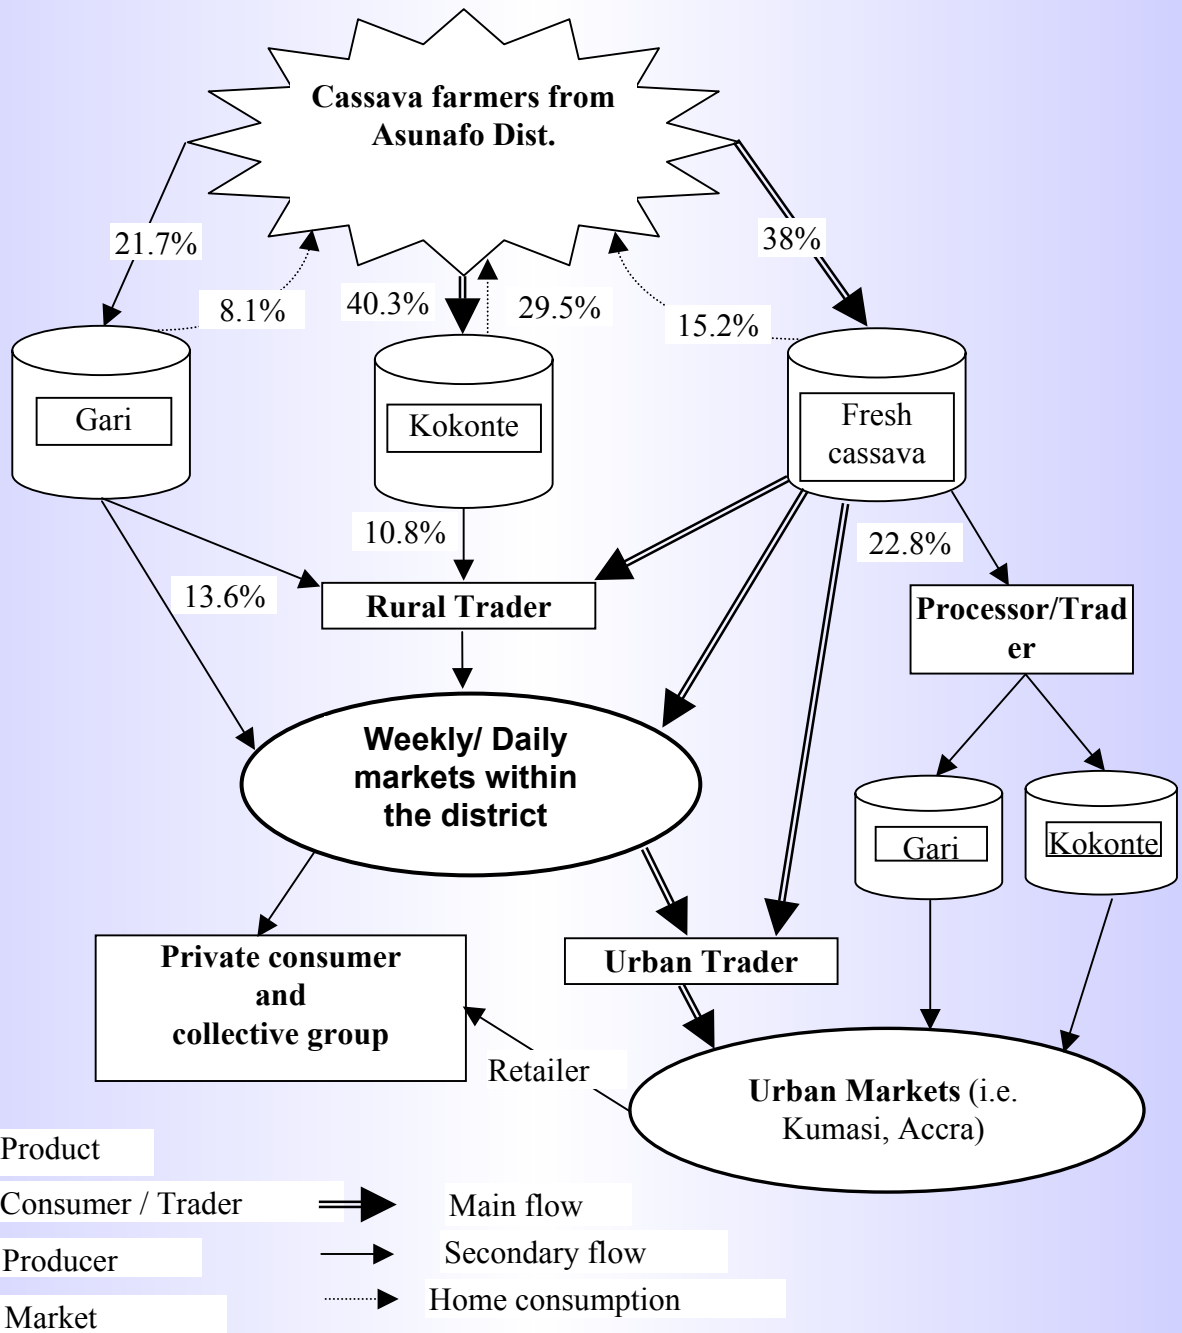 Cassava farmers from
Asunafo Dist.
21.7%
38%
8.1%
40.3%
29.5%
15.2%
Gari
Kokonte
Fresh
cassava
10.8%
22.8%
13.6%
Rural Trader
Processor/Trad
er
Weekly/ Daily
markets within
the district
Gari
Kokonte
Private consumer
and
collective group
Urban Trader
Retailer
Urban Markets (i.e.
Kumasi, Accra)
Product
Consumer / Trader
Main flow
Producer
Secondary flow
Market
Home consumption